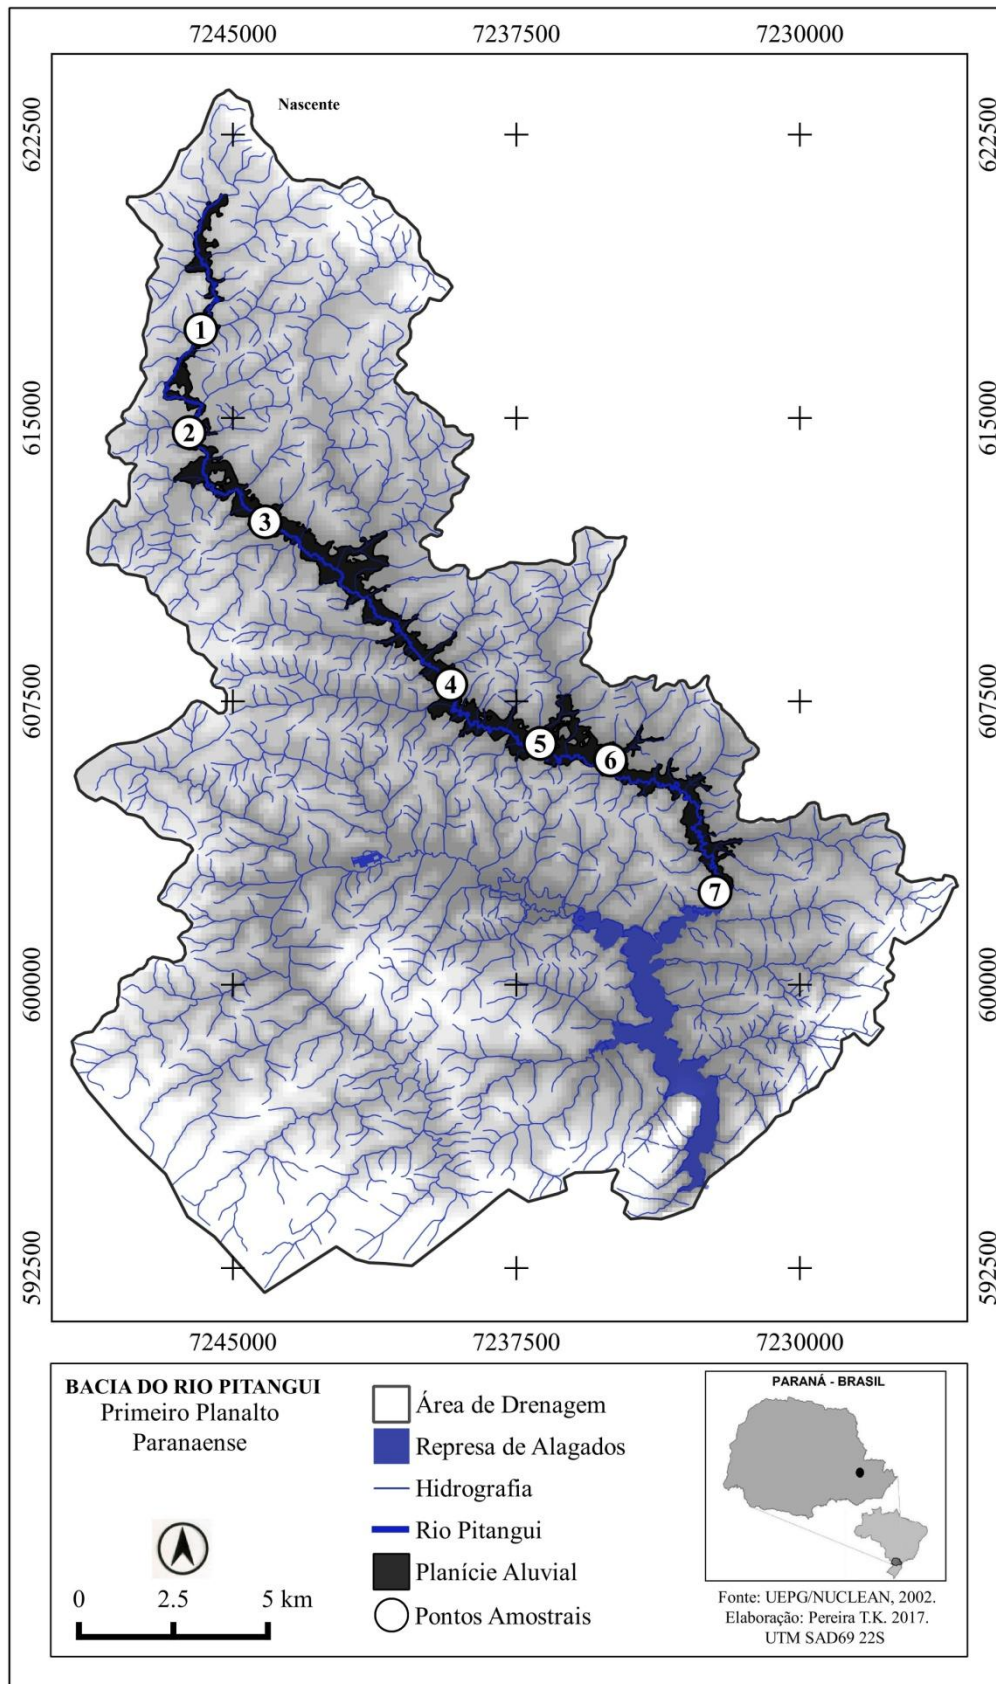 7245000 7237500 7230000
Nascente
622500 622500
1
615000 615000
2
3
4
607500 607500
5
6
7
600000 600000
592500 592500
7245000 7237500 7230000
BACIA DO RIO PITANGUI
Primeiro Planalto
Paranaense
0 2.5 5 km
Área de Drenagem
Represa de Alagados
Hidrografia
Rio Pitangui
Planície Aluvial
Pontos Amostrais
PARANÁ - BRASIL
Fonte: UEPG/NUCLEAN, 2002.
Elaboração: Pereira T.K. 2017.
UTM SAD69 22S